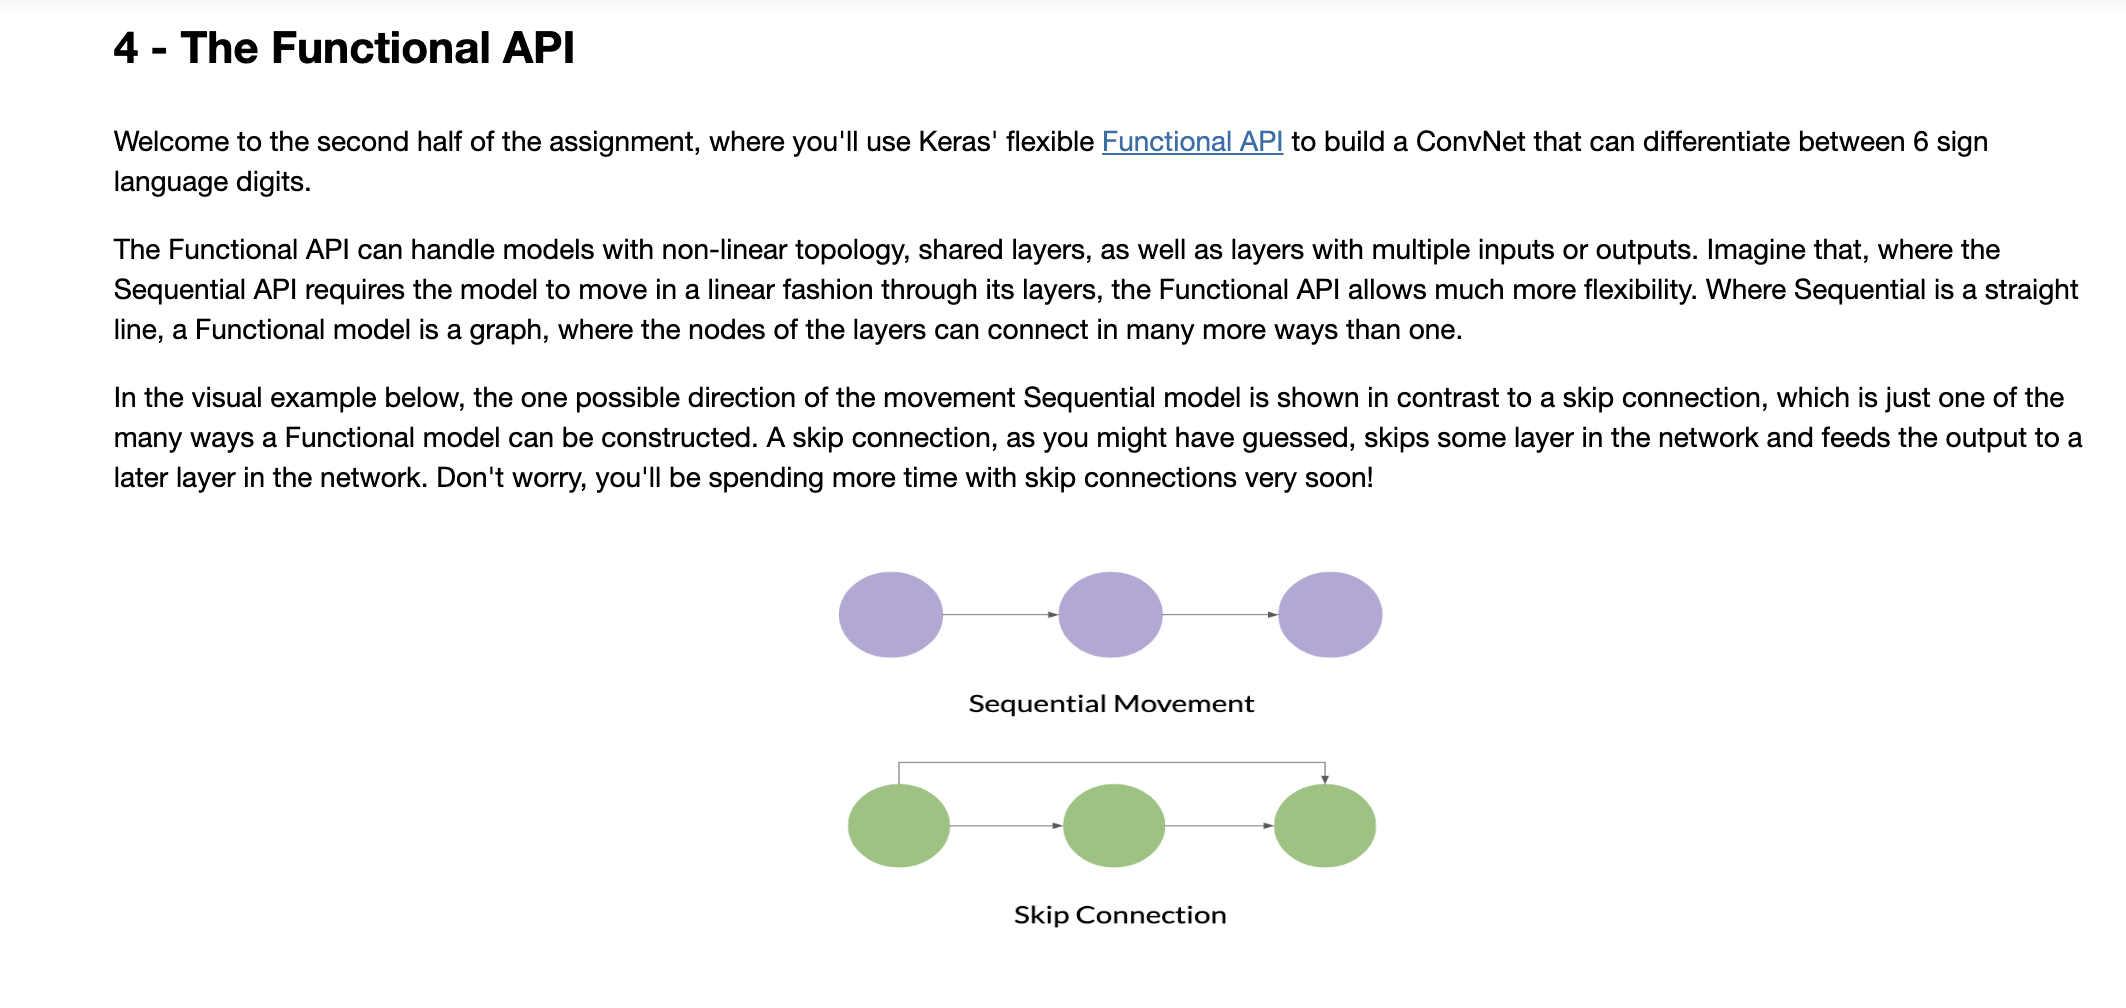 4 - The Functional API
Welcome to the second half of the assignment, where you'll use Keras' flexible Functional API to build a ConvNet that can differentiate between 6 sign
language digits.
The Functional API can handle models with non-linear topology, shared layers, as well as layers with multiple inputs or outputs. Imagine that, where the
Sequential API requires the model to move in a linear fashion through its layers, the Functional API allows much more flexibility. Where Sequential is a straight
line, a Functional model is a graph, where the nodes of the layers can connect in many more ways than one.
In the visual example below, the one possible direction of the movement Sequential model is shown in contrast to a skip connection, which is just one of the
many ways a Functional model can be constructed. A skip connection, as you might have guessed, skips some layer in the network and feeds the output to a
later layer in the network. Don't worry, you'll be spending more time with skip connections very soon!
Sequential Movement
Skip Connection